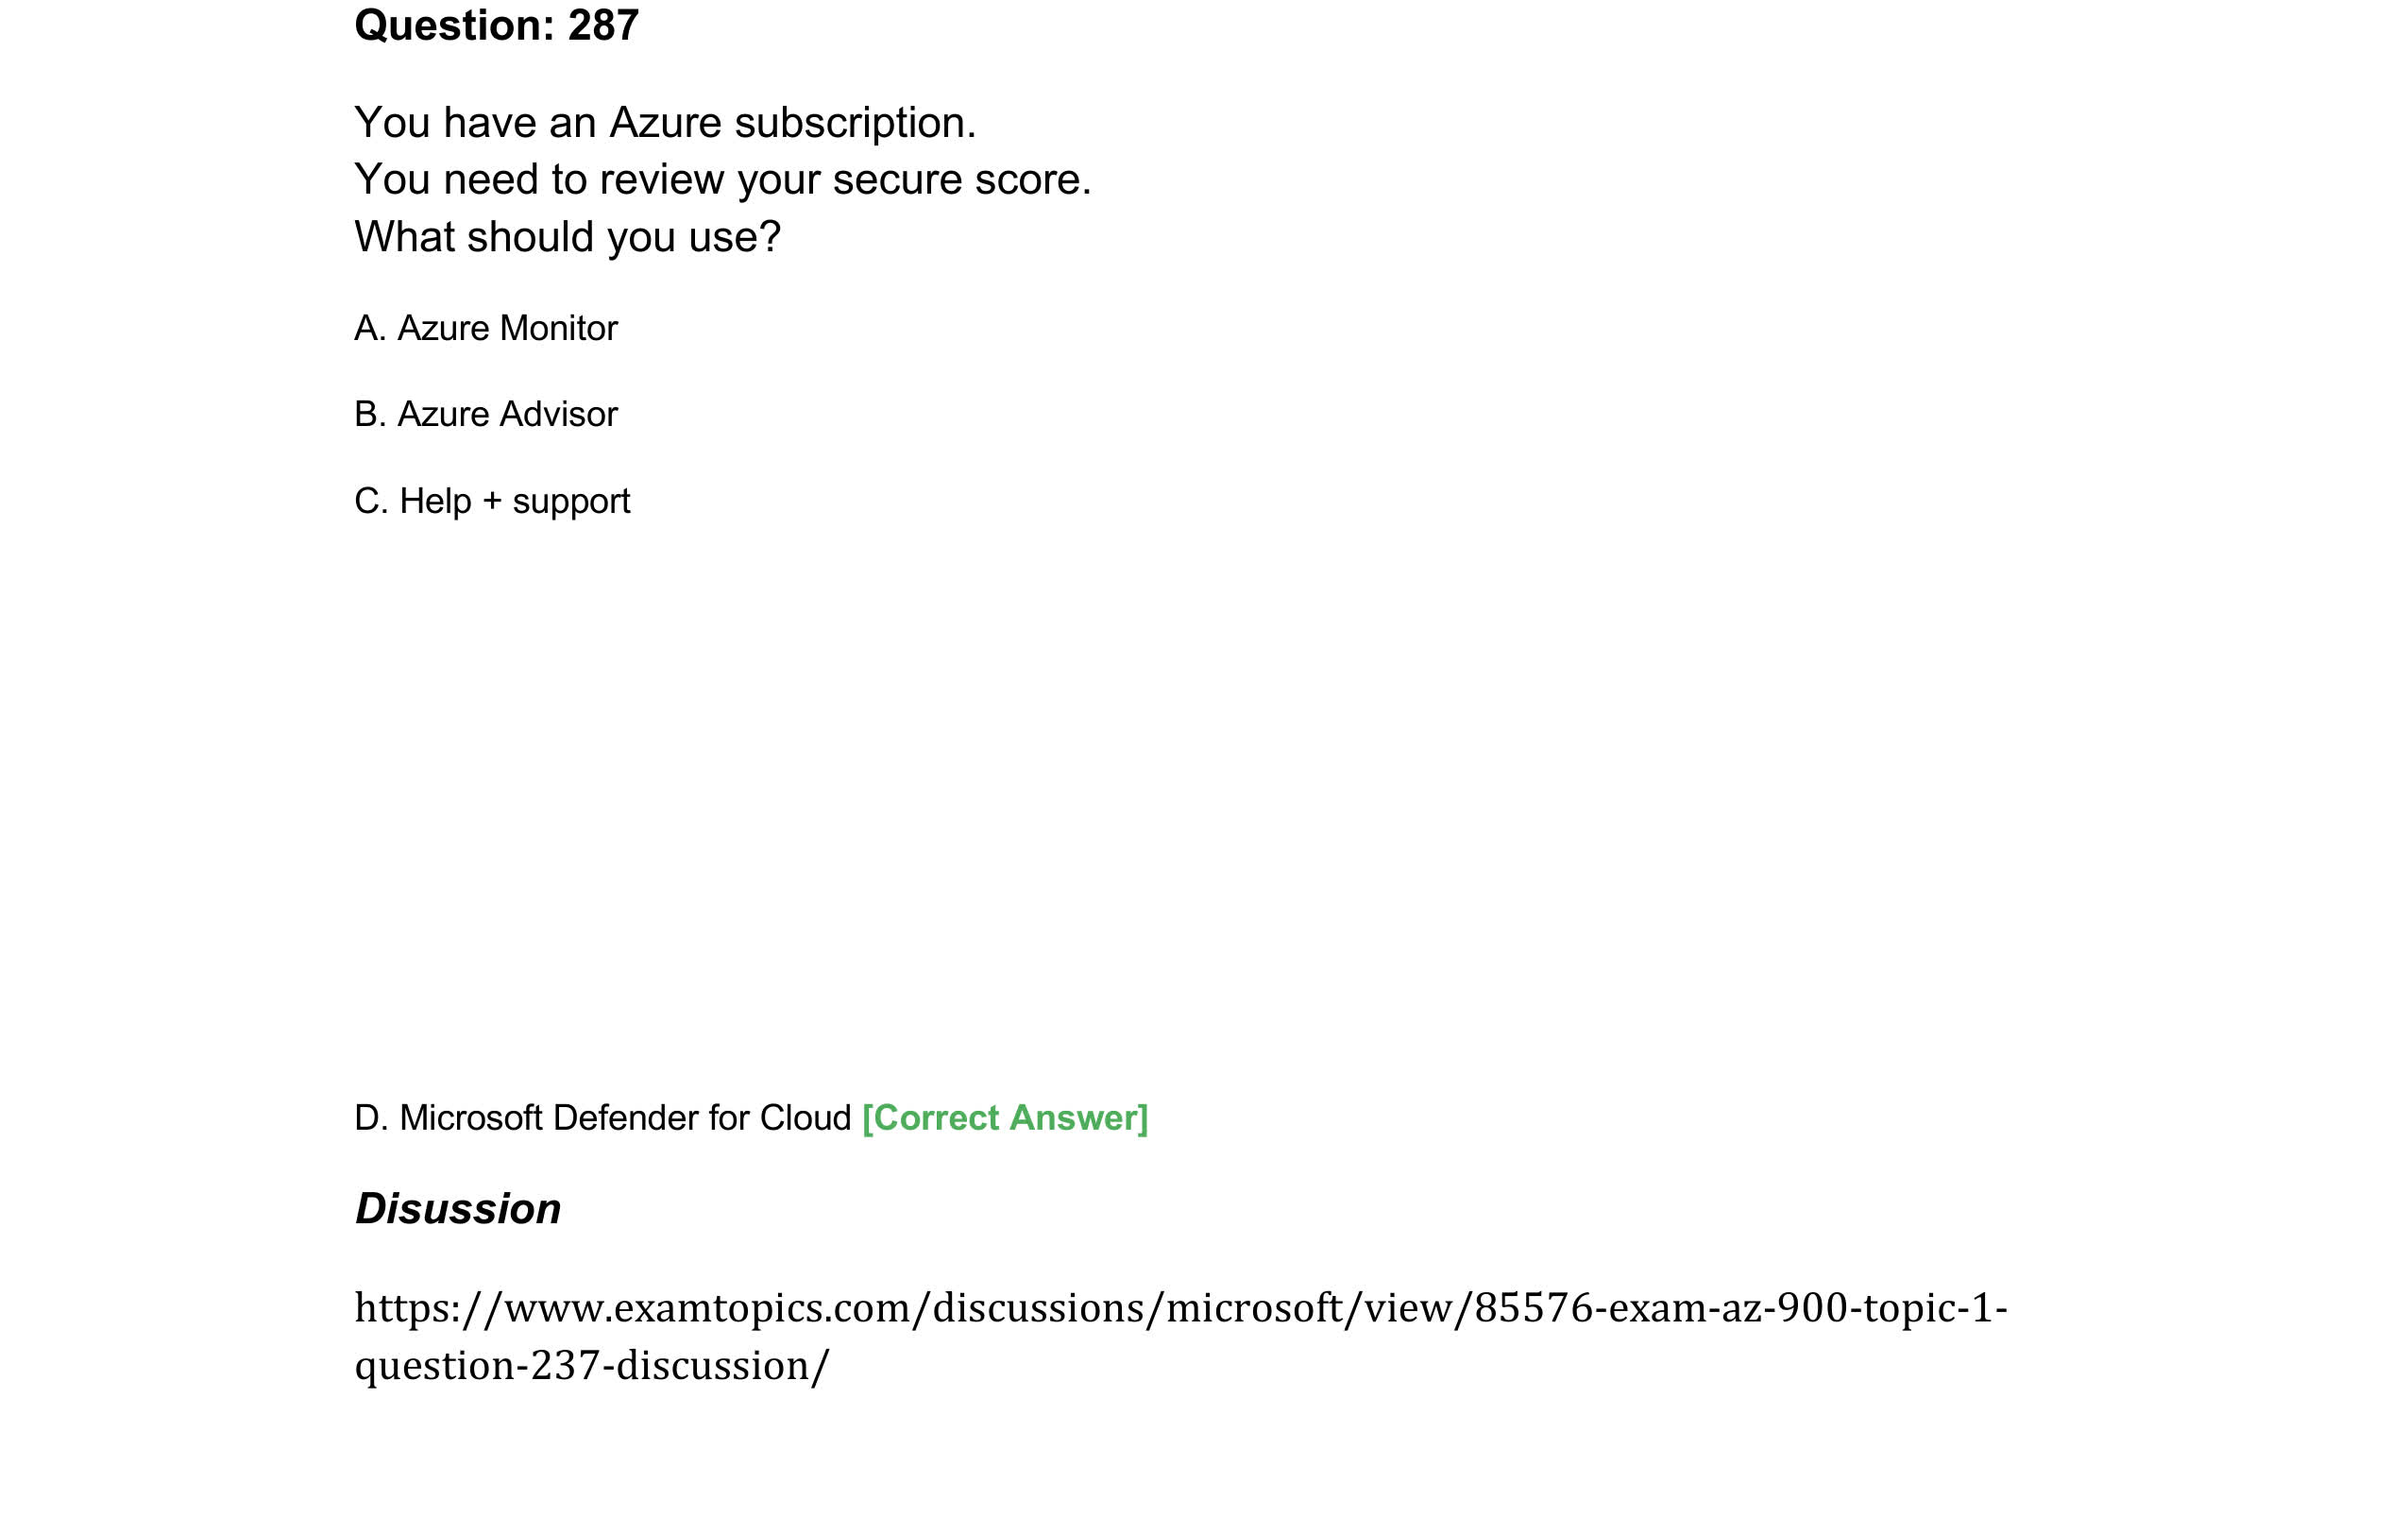 Question: 287
You have an Azure subscription.
You need to review your secure score.
What should you use?
A. Azure Monitor
B. Azure Advisor
C. Help + support
D. Microsoft Defender for Cloud [Correct Answer]
Disussion
https://www.examtopics.com/discussions/microsoft/view/85576-exam-az-900-topic-1-
question-237-discussion/